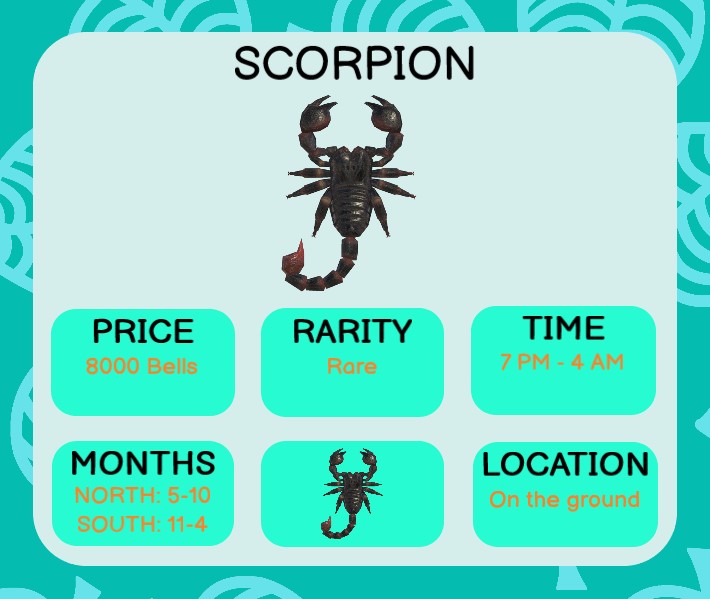 SCORPION
PRICE
8000 Bells
RARITY
Rare
TIME
7 PM - 4 AM
MONTHS
NORTH: 5-10
SOUTH: 11-4
LOCATION
On the ground